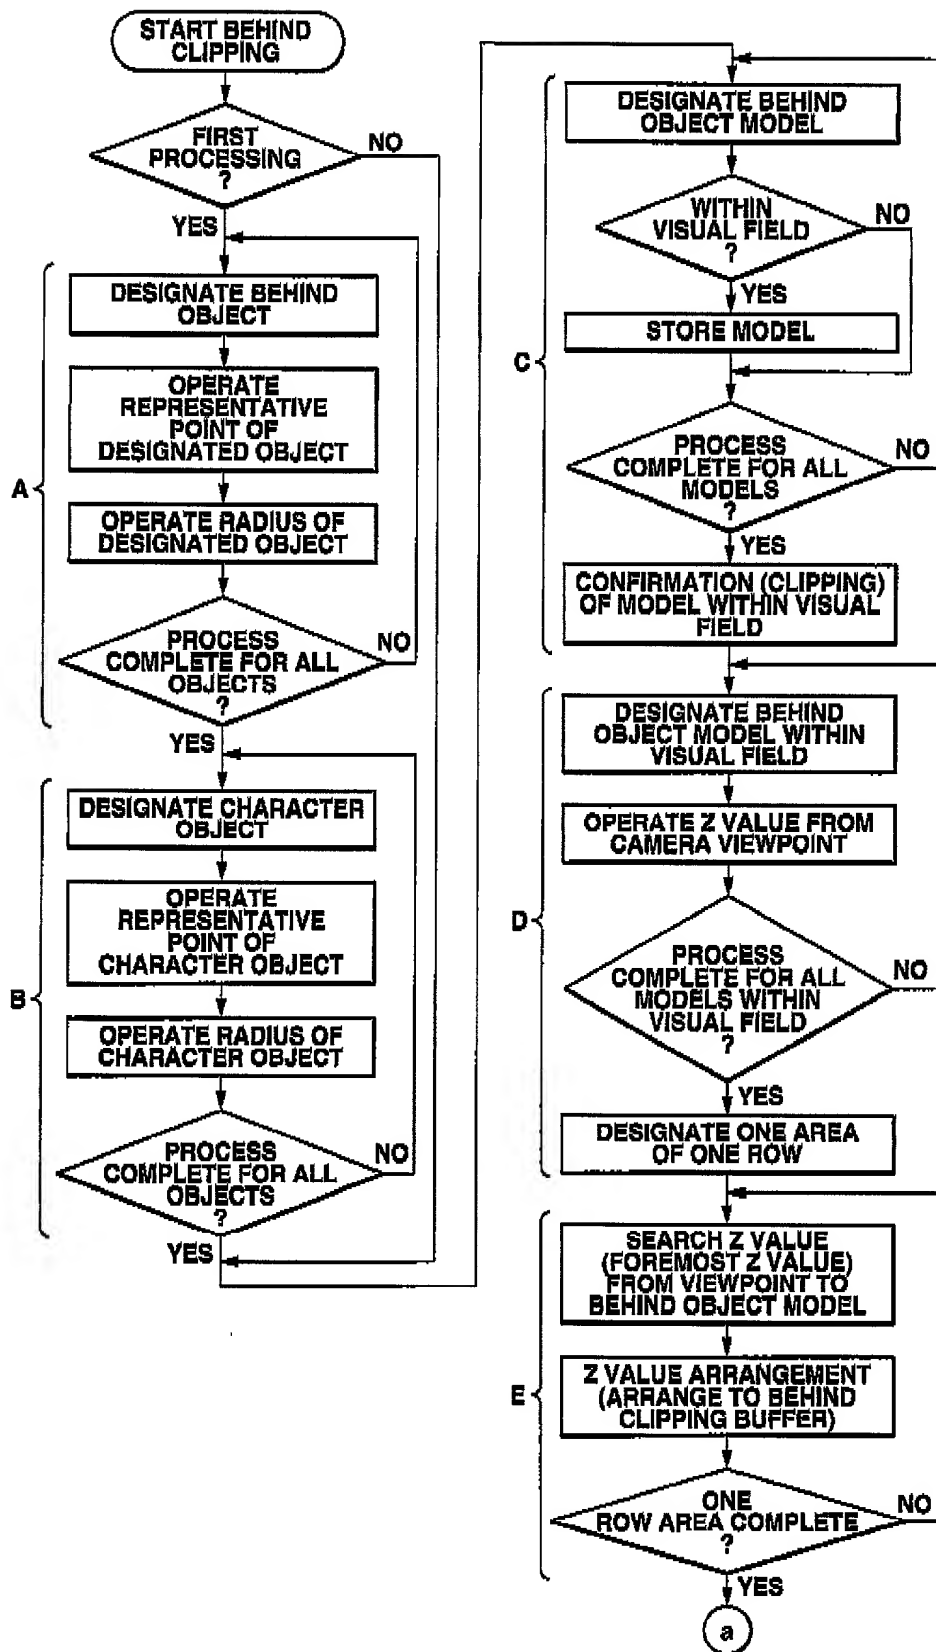 START BEHIND
CLIPPING
FIRST
PROCESSING
?
NO
YES
A
DESIGNATE BEHIND
OBJECT
OPERATE
REPRESENTATIVE
POINT OF
DESIGNATED OBJECT
OPERATE RADIUS OF
DESIGNATED OBJECT
PROCESS
COMPLETE FOR ALL
OBJECTS
?
NO
YES
B
DESIGNATE CHARACTER
OBJECT
OPERATE
REPRESENTATIVE
POINT OF
CHARACTER OBJECT
OPERATE RADIUS OF
CHARACTER OBJECT
PROCESS
COMPLETE FOR ALL
OBJECTS
?
NO
YES
C
DESIGNATE BEHIND
OBJECT MODEL
WITHIN
VISUAL FIELD
?
NO
YES
STORE MODEL
PROCESS
COMPLETE FOR ALL
MODELS
?
NO
YES
CONFIRMATION (CLIPPING)
OF MODEL WITHIN VISUAL
FIELD
D
DESIGNATE BEHIND
OBJECT MODEL WITHIN
VISUAL FIELD
OPERATE Z VALUE FROM
CAMERA VIEWPOINT
PROCESS
COMPLETE FOR ALL
MODELS WITHIN
VISUAL FIELD
?
NO
YES
DESIGNATE ONE AREA
OF ONE ROW
E
SEARCH Z VALUE
(FOREMOST Z VALUE)
FROM VIEWPOINT TO
BEHIND OBJECT MODEL
Z VALUE ARRANGEMENT
(ARRANGE TO BEHIND
CLIPPING BUFFER)
ONE
ROW AREA COMPLETE
?
NO
YES
a